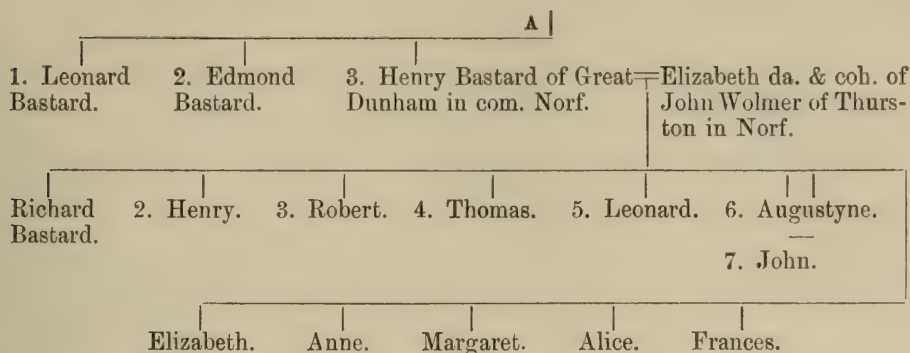 A
1. Leonard Bastard.
2. Edmond Bastard.
3. Henry Bastard of Great Dunham in com. Norf.
Elizabeth da. & coh. of John Wolmer of Thurs-
ton in Norf.
Richard Bastard.
2. Henry.
3. Robert.
4. Thomas.
5. Leonard.
6. Augustyne.
7. John.
Elizabeth.
Anne.
Margaret.
Alice.
Frances.